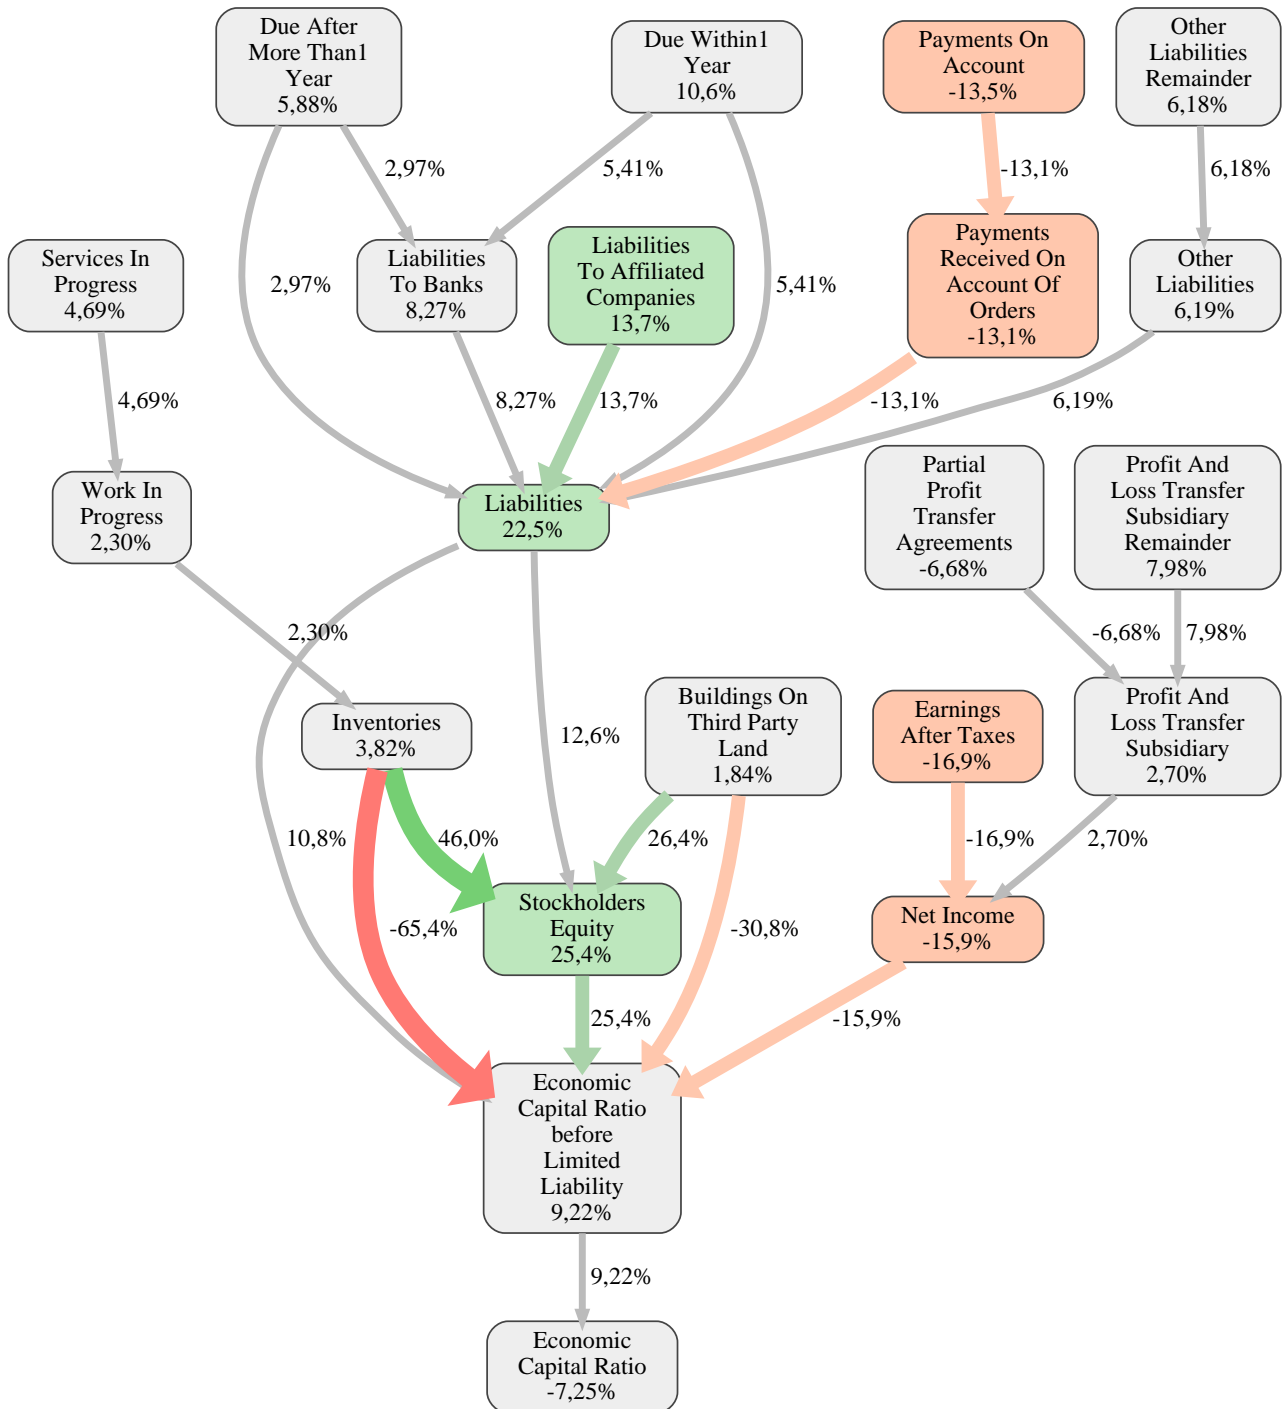 Due After
More Than1
Year
5,88%
Due Within1
Year
10,6%
Payments On
Account
-13,5%
Other
Liabilities
Remainder
6,18%
2,97%
5,41%
-13,1%
6,18%
Services In
Progress
4,69%
2,97%
Liabilities
To Banks
8,27%
Liabilities
To Affiliated
Companies
13,7%
5,41%
Payments
Received On
Account Of
Orders
-13,1%
Other
Liabilities
6,19%
4,69%
8,27%
13,7%
-13,1%
6,19%
Work In
Progress
2,30%
Liabilities
22,5%
Partial
Profit
Transfer
Agreements
-6,68%
Profit And
Loss Transfer
Subsidiary
Remainder
7,98%
2,30%
-6,68%
7,98%
Inventories
3,82%
12,6%
Buildings On
Third Party
Land
1,84%
Earnings
After Taxes
-16,9%
Profit And
Loss Transfer
Subsidiary
2,70%
10,8%
46,0%
26,4%
-16,9%
2,70%
-65,4%
Stockholders
Equity
25,4%
-30,8%
Net Income
-15,9%
25,4%
-15,9%
Economic
Capital Ratio
before
Limited
Liability
9,22%
9,22%
Economic
Capital Ratio
-7,25%